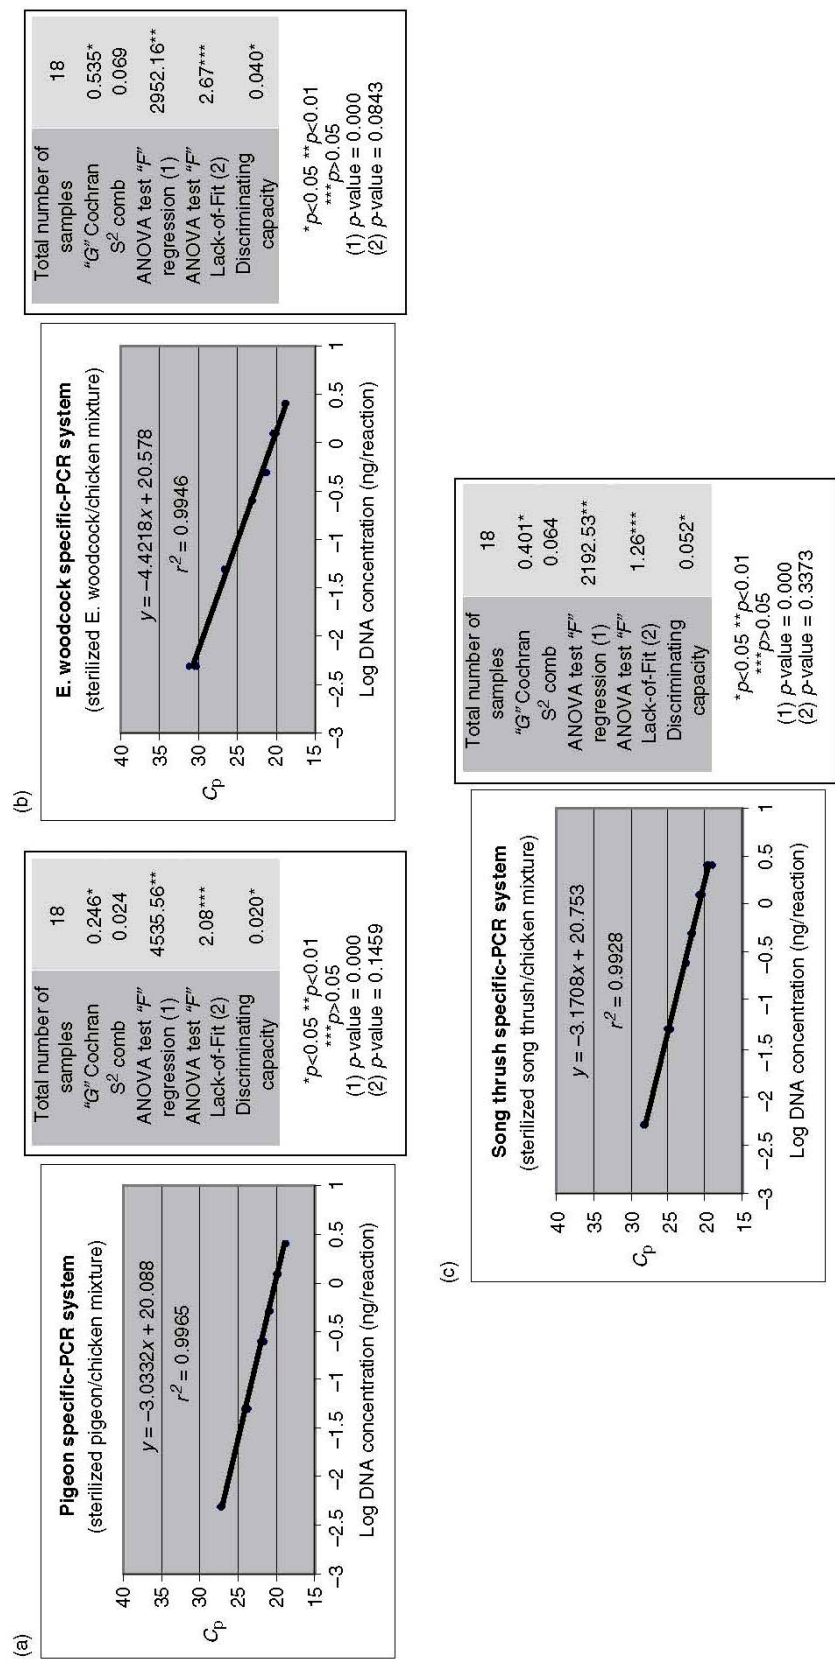 (a)
Pigeon specific-PCR system
(sterilized pigeon/chicken mixture)
40
35
30
25
20
15
Cp
y = −3.0332x + 20.088
r² = 0.9965
−3 −2.5 −2 −1.5 −1 −0.5 0 0.5 1
Log DNA concentration (ng/reaction)
Total number of samples 18
"G" Cochran 0.246*
S² comb 0.024
ANOVA test "F" regression (1) 4535.56**
ANOVA test "F" Lack-of-Fit (2) 2.08***
Discriminating capacity 0.020*
*p<0.05 **p<0.01
***p>0.05
(1) p-value = 0.000
(2) p-value = 0.1459
(b)
E. woodcock specific-PCR system
(sterilized E. woodcock/chicken mixture)
40
35
30
25
20
15
Cp
y = −4.4218x + 20.578
r² = 0.9946
−3 −2.5 −2 −1.5 −1 −0.5 0 0.5 1
Log DNA concentration (ng/reaction)
Total number of samples 18
"G" Cochran 0.535*
S² comb 0.069
ANOVA test "F" regression (1) 2952.16**
ANOVA test "F" Lack-of-Fit (2) 2.67***
Discriminating capacity 0.040*
*p<0.05 **p<0.01
***p>0.05
(1) p-value = 0.000
(2) p-value = 0.0843
(c)
Song thrush specific-PCR system
(sterilized song thrush/chicken mixture)
40
35
30
25
20
15
Cp
y = −3.1708x + 20.753
r² = 0.9928
−3 −2.5 −2 −1.5 −1 −0.5 0 0.5 1
Log DNA concentration (ng/reaction)
Total number of samples 18
"G" Cochran 0.401*
S² comb 0.064
ANOVA test "F" regression (1) 2192.53**
ANOVA test "F" Lack-of-Fit (2) 1.26***
Discriminating capacity 0.052*
*p<0.05 **p<0.01
***p>0.05
(1) p-value = 0.000
(2) p-value = 0.3373